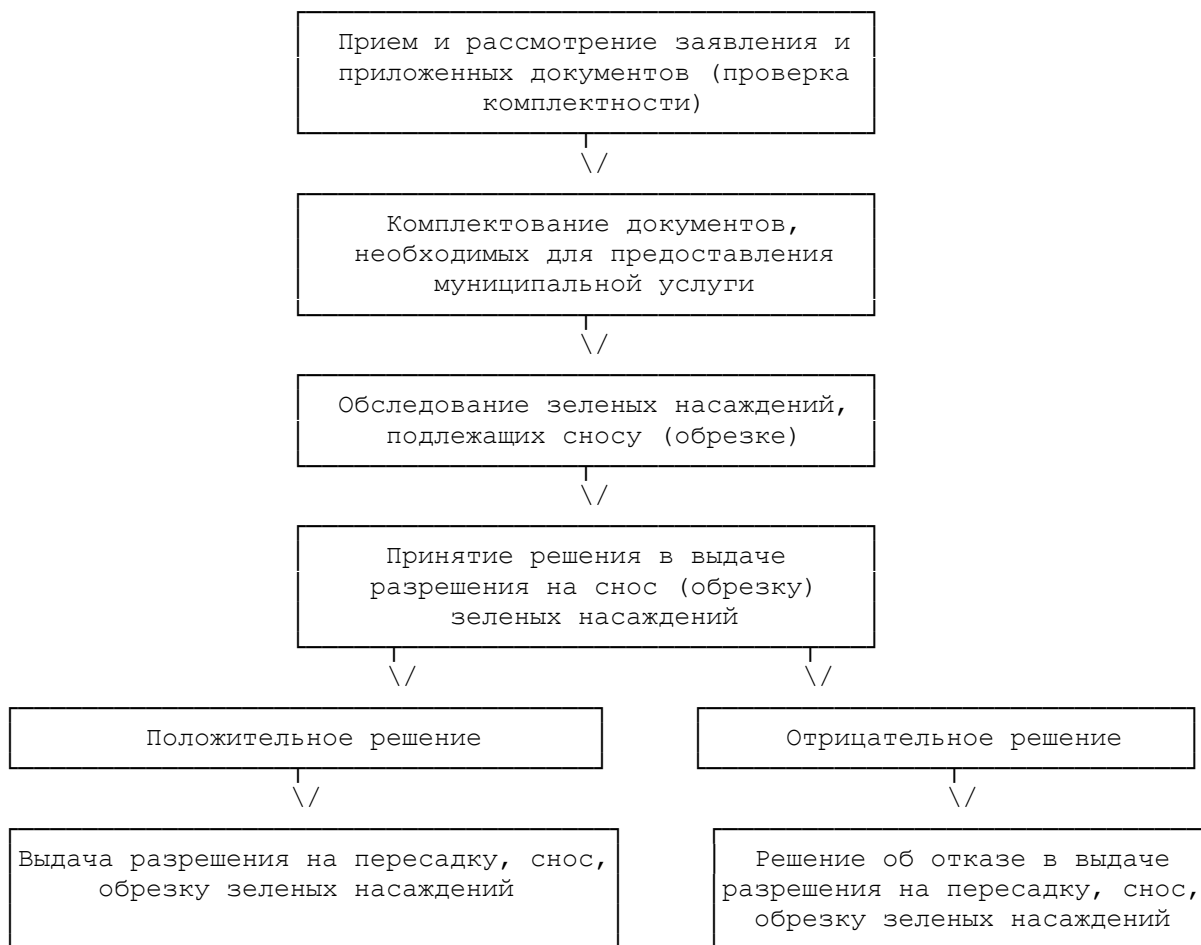 Прием и рассмотрение заявления и
приложенных документов (проверка
комплектности)
\/
Комплектование документов,
необходимых для предоставления
муниципальной услуги
\/
Обследование зеленых насаждений,
подлежащих сносу (обрезке)
\/
Принятие решения в выдаче
разрешения на снос (обрезку)
зеленых насаждений
\/ \/
Положительное решение
Отрицательное решение
\/ \/
Выдача разрешения на пересадку, снос,
обрезку зеленых насаждений
Решение об отказе в выдаче
разрешения на пересадку, снос,
обрезку зеленых насаждений